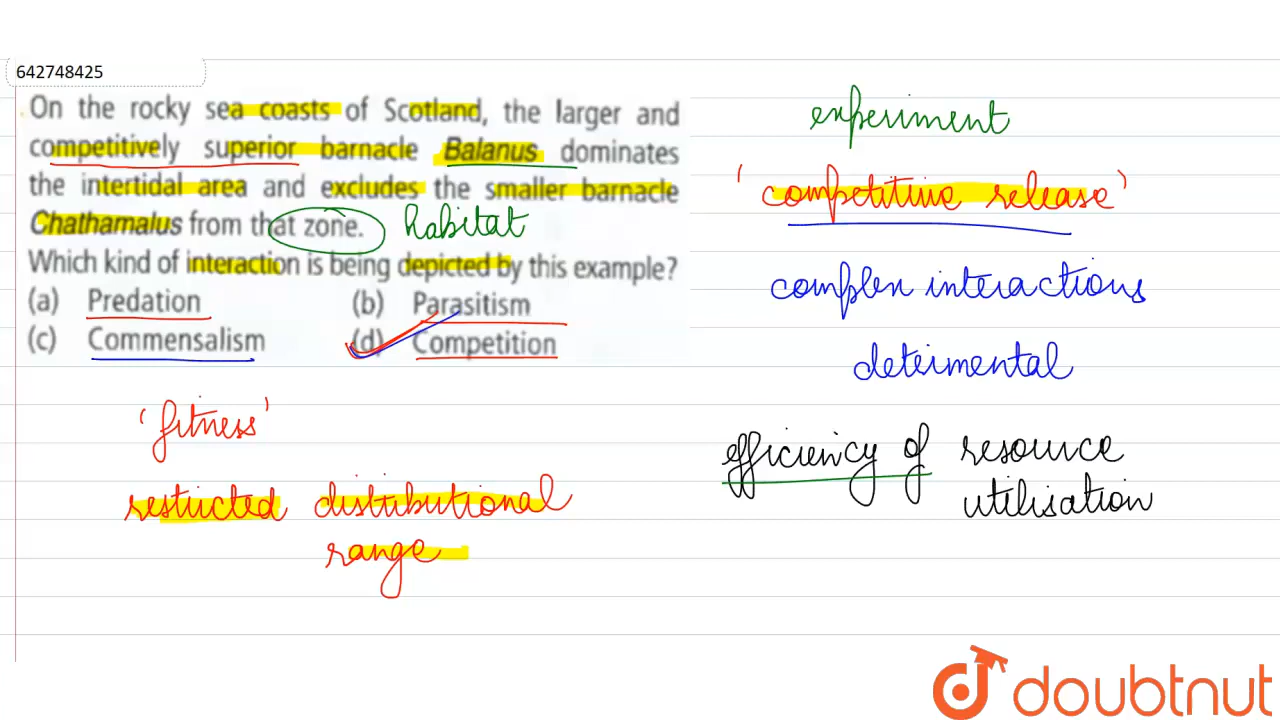 642748425
On the rocky sea coasts of Scotland, the larger and
competitively superior barnacle Balanus dominates
the intertidal area and excludes the smaller barnacle
Chathamalus from that zone. habitat
Which kind of interaction is being depicted by this example?
(a) Predation (b) Parasitism
(c) Commensalism (d) Competition
'fitness'
restricted distributional
range
experiment
'competitive release'
complex interactions
deteimental
efficiency of resource
utilisation
doubtnut